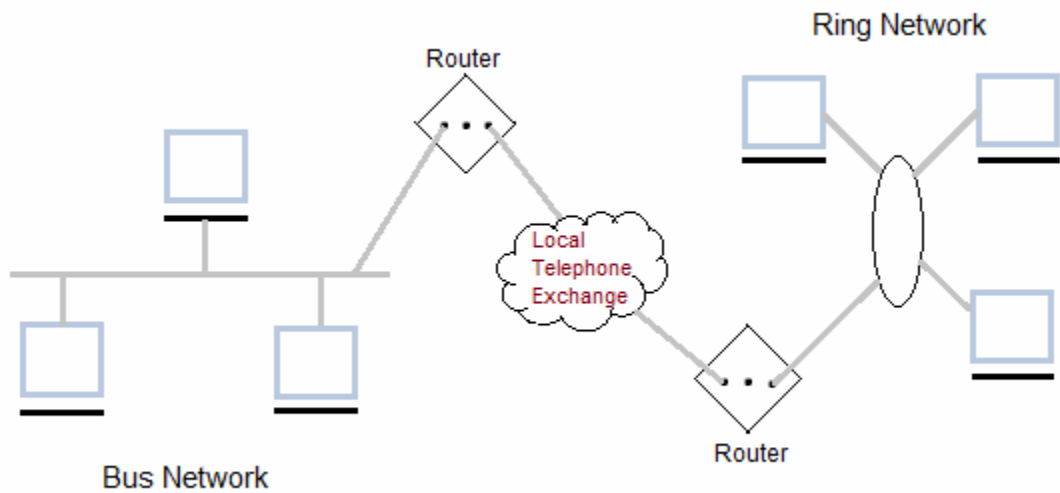 Ring Network
Router
Local
Telephone
Exchange
Router
Bus Network